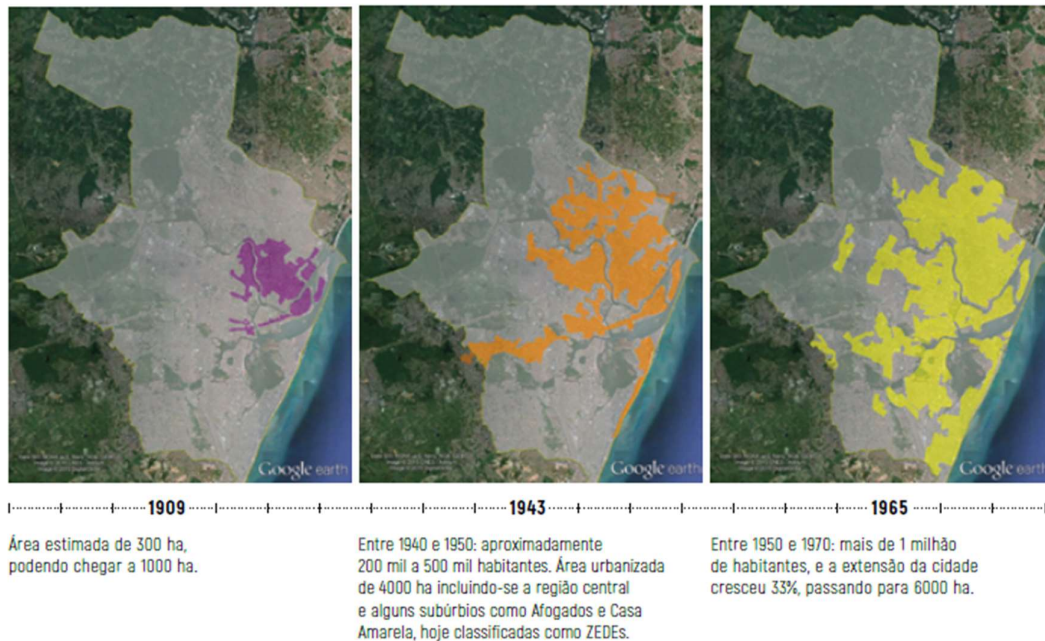 Google earth
Google earth
Google earth
1909
1943
1965
Área estimada de 300 ha,
podendo chegar a 1000 ha.
Entre 1940 e 1950: aproximadamente
200 mil a 500 mil habitantes. Área urbanizada
de 4000 ha incluindo-se a região central
e alguns subúrbios como Afogados e Casa
Amarela, hoje classificadas como ZEDEs.
Entre 1950 e 1970: mais de 1 milhão
de habitantes, e a extensão da cidade
cresceu 33%, passando para 6000 ha.